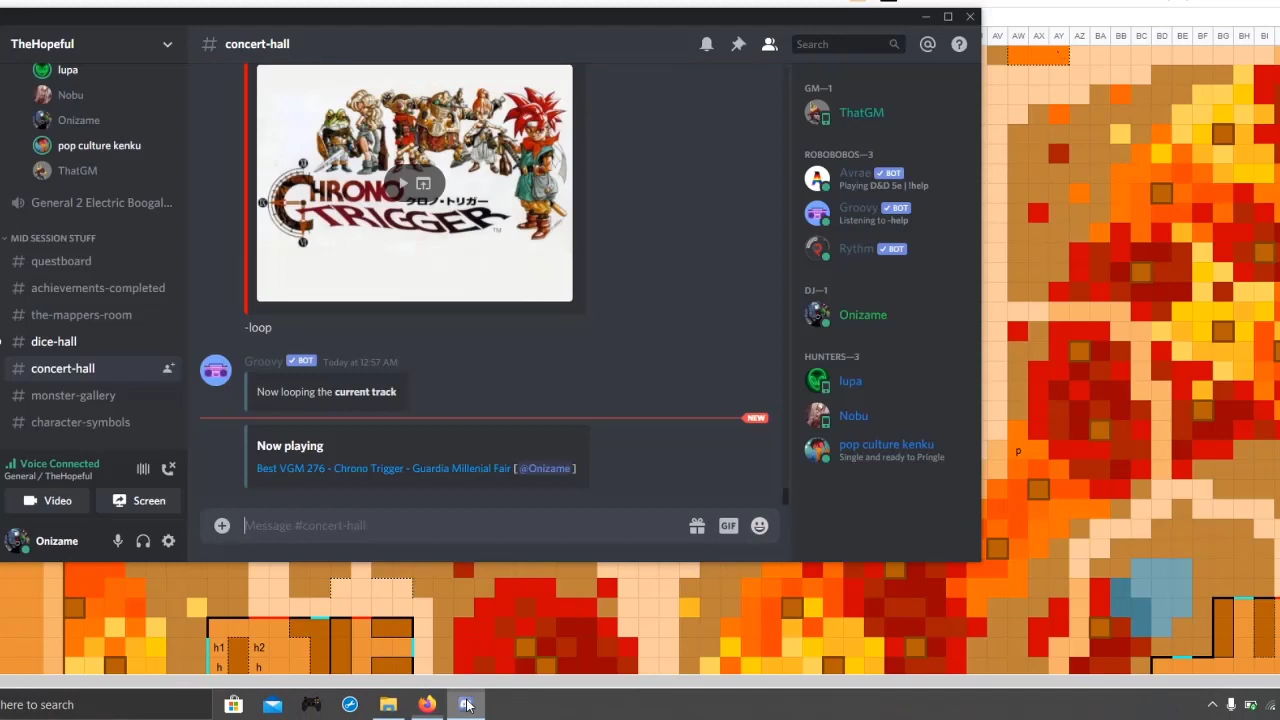 AV AW AX AY AZ BA BB BC BD BE BF BG BH BI
TheHopeful
concert-hall
Search
lupa
Nobu
Onizame
pop culture kenku
ThatGM
General 2 Electric Boogal...
MID SESSION STUFF
questboard
achievements-completed
the-mappers-room
dice-hall
concert-hall
monster-gallery
character-symbols
Voice Connected
General / TheHopeful
Video
Screen
Onizame
CHRONO
クロノ・トリガー
TRIGGER
TM
-loop
Groovy BOT Today at 12:57 AM
Now looping the current track
NEW
Now playing
Best VGM 276 - Chrono Trigger - Guardia Millenial Fair [ @Onizame ]
Message #concert-hall
GIF
GM—1
ThatGM
ROBOBOBOS—3
Avrae BOT
Playing D&D 5e | !help
Groovy BOT
Listening to -help
Rythm BOT
DJ—1
Onizame
HUNTERS—3
lupa
Nobu
pop culture kenku
Single and ready to Pringle
p
h1 h2
h h
here to search